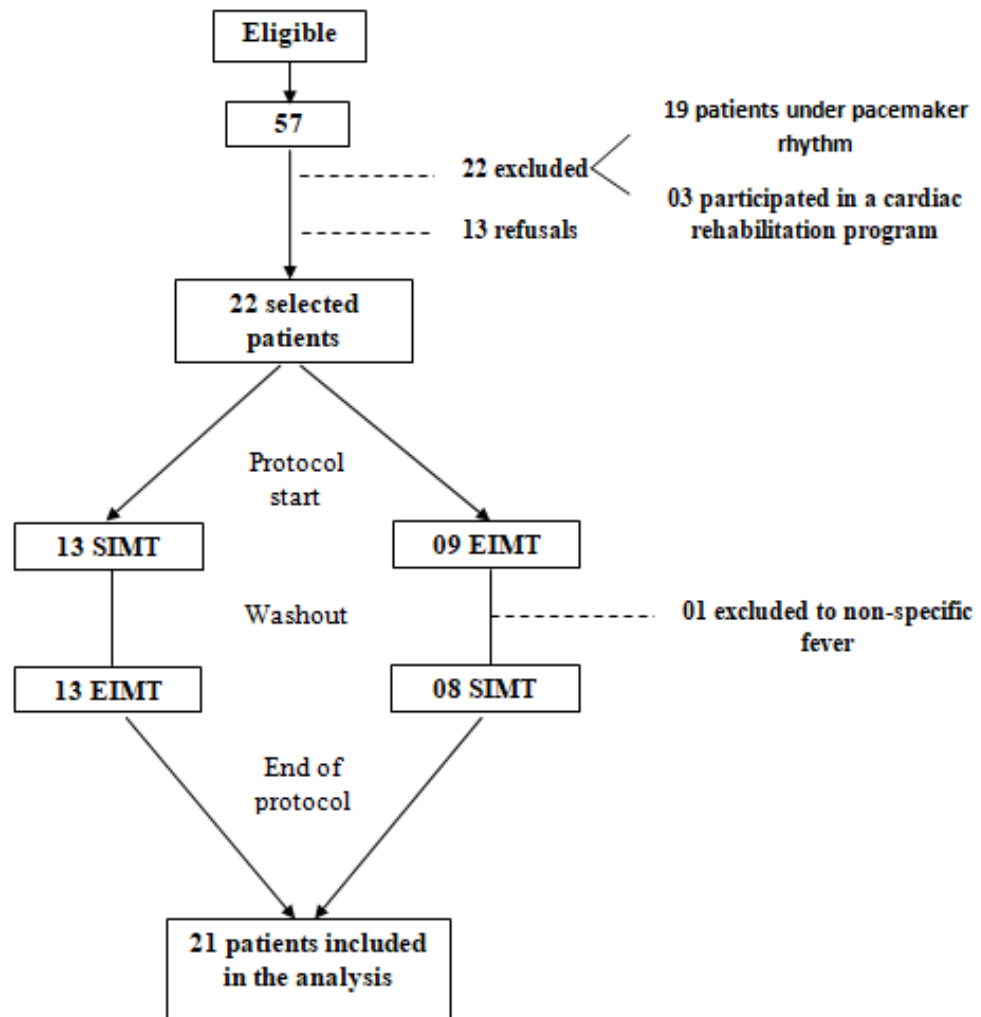 Eligible
57
19 patients under pacemaker
rhythm
22 excluded
03 participated in a cardiac
rehabilitation program
13 refusals
22 selected
patients
Protocol
start
13 SIMT
09 EIMT
Washout
01 excluded to non-specific
fever
13 EIMT
08 SIMT
End of
protocol
21 patients included
in the analysis